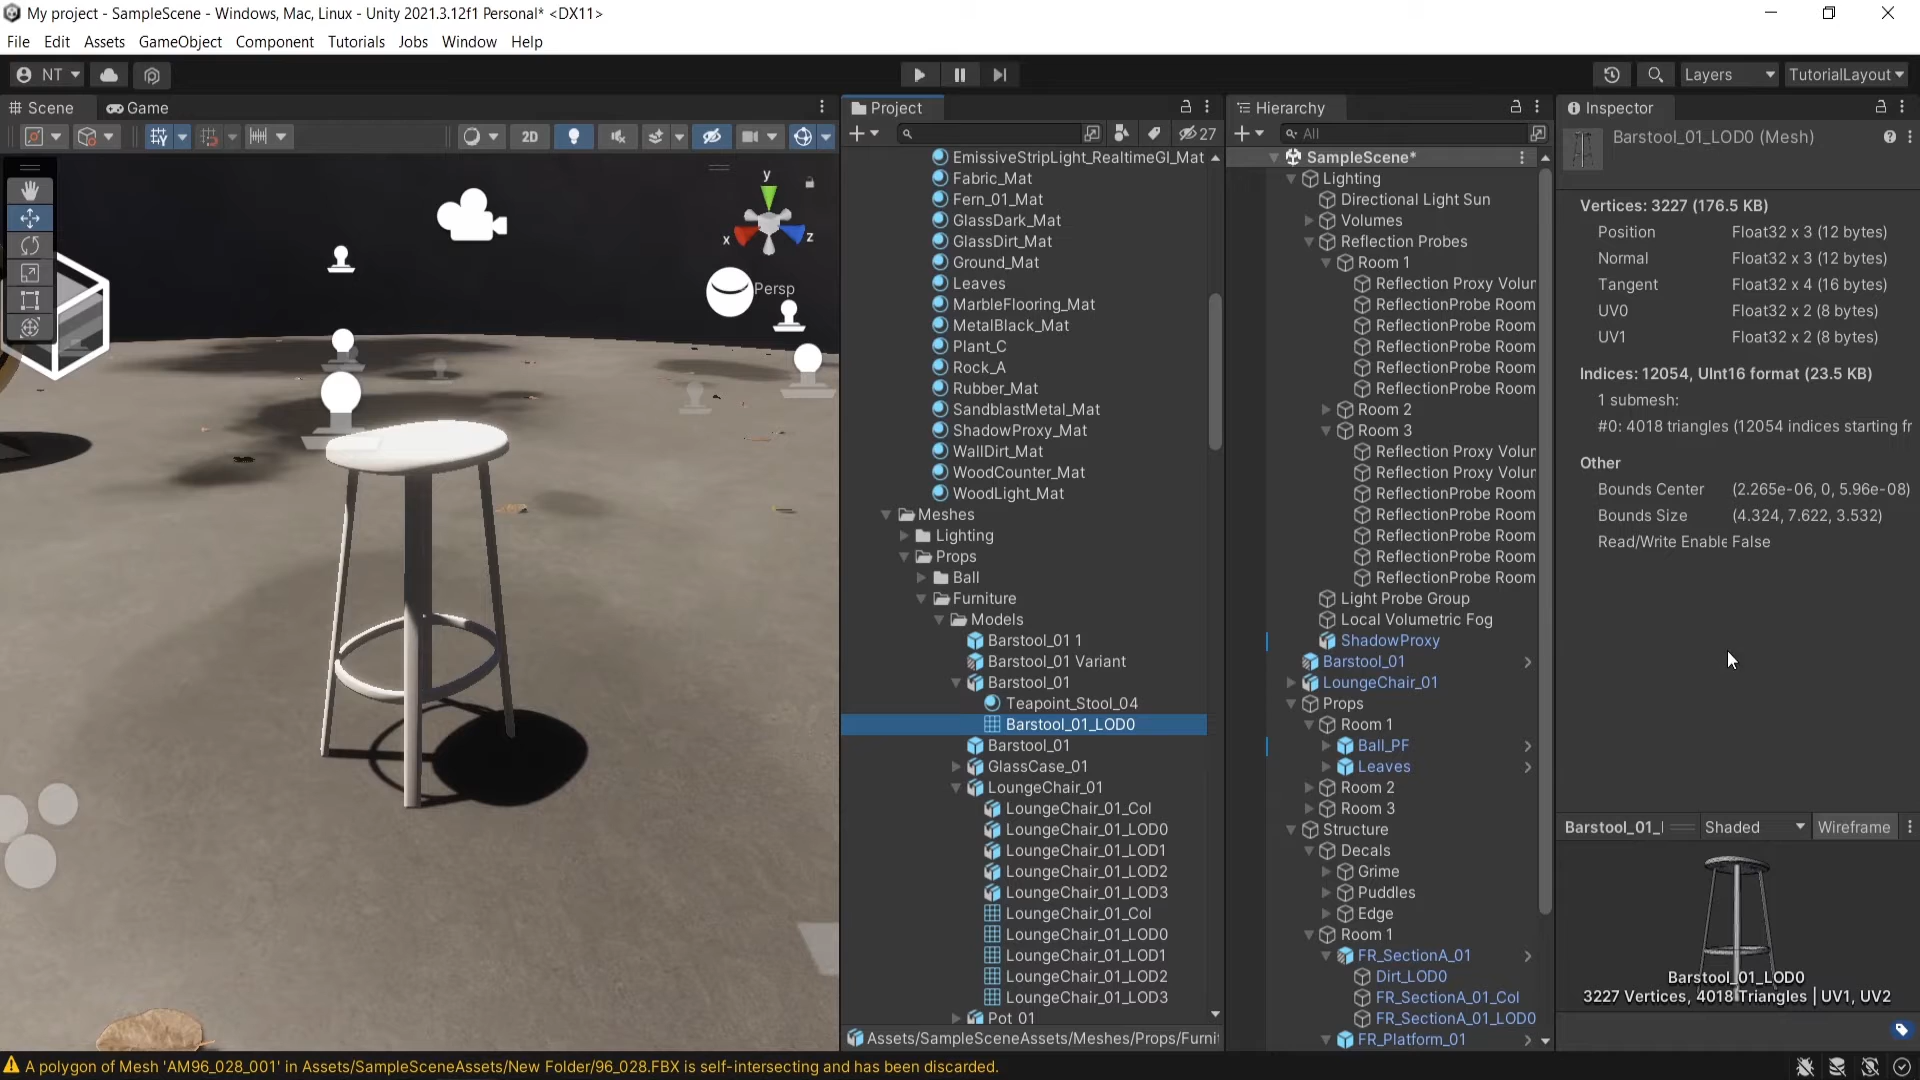 My project - SampleScene - Windows, Mac, Linux - Unity 2021.3.12f1 Personal* <DX11>
File Edit Assets GameObject Component Tutorials Jobs Window Help
NT Layers TutorialLayout
Scene Game
2D
y
x
z
Persp
Project
27
EmissiveStripLight_RealtimeGI_Mat
Fabric_Mat
Fern_01_Mat
GlassDark_Mat
GlassDirt_Mat
Ground_Mat
Leaves
MarbleFlooring_Mat
MetalBlack_Mat
Plant_C
Rock_A
Rubber_Mat
SandblastMetal_Mat
ShadowProxy_Mat
WallDirt_Mat
WoodCounter_Mat
WoodLight_Mat
Meshes
Lighting
Props
Ball
Furniture
Models
Barstool_01 1
Barstool_01 Variant
Barstool_01
Teapoint_Stool_04
Barstool_01_LOD0
Barstool_01
GlassCase_01
LoungeChair_01
LoungeChair_01_Col
LoungeChair_01_LOD0
LoungeChair_01_LOD1
LoungeChair_01_LOD2
LoungeChair_01_LOD3
LoungeChair_01_Col
LoungeChair_01_LOD0
LoungeChair_01_LOD1
LoungeChair_01_LOD2
LoungeChair_01_LOD3
Pot 01
Assets/SampleSceneAssets/Meshes/Props/Furni
Hierarchy
All
SampleScene*
Lighting
Directional Light Sun
Volumes
Reflection Probes
Room 1
Reflection Proxy Volur
ReflectionProbe Room
ReflectionProbe Room
ReflectionProbe Room
ReflectionProbe Room
ReflectionProbe Room
Room 2
Room 3
Reflection Proxy Volur
Reflection Proxy Volur
ReflectionProbe Room
ReflectionProbe Room
ReflectionProbe Room
ReflectionProbe Room
ReflectionProbe Room
Light Probe Group
Local Volumetric Fog
ShadowProxy
Barstool_01
LoungeChair_01
Props
Room 1
Ball_PF
Leaves
Room 2
Room 3
Structure
Decals
Grime
Puddles
Edge
Room 1
FR_SectionA_01
Dirt_LOD0
FR_SectionA_01_Col
FR_SectionA_01_LOD0
FR_Platform_01
Inspector
Barstool_01_LOD0 (Mesh)
Vertices: 3227 (176.5 KB)
Position Float32 x 3 (12 bytes)
Normal Float32 x 3 (12 bytes)
Tangent Float32 x 4 (16 bytes)
UV0 Float32 x 2 (8 bytes)
UV1 Float32 x 2 (8 bytes)
Indices: 12054, UInt16 format (23.5 KB)
1 submesh:
#0: 4018 triangles (12054 indices starting fr
Other
Bounds Center (2.265e-06, 0, 5.96e-08)
Bounds Size (4.324, 7.622, 3.532)
Read/Write Enable False
Barstool_01_I Shaded Wireframe
Barstool_01_LOD0
3227 Vertices, 4018 Triangles | UV1, UV2
A polygon of Mesh 'AM96_028_001' in Assets/SampleSceneAssets/New Folder/96_028.FBX is self-intersecting and has been discarded.